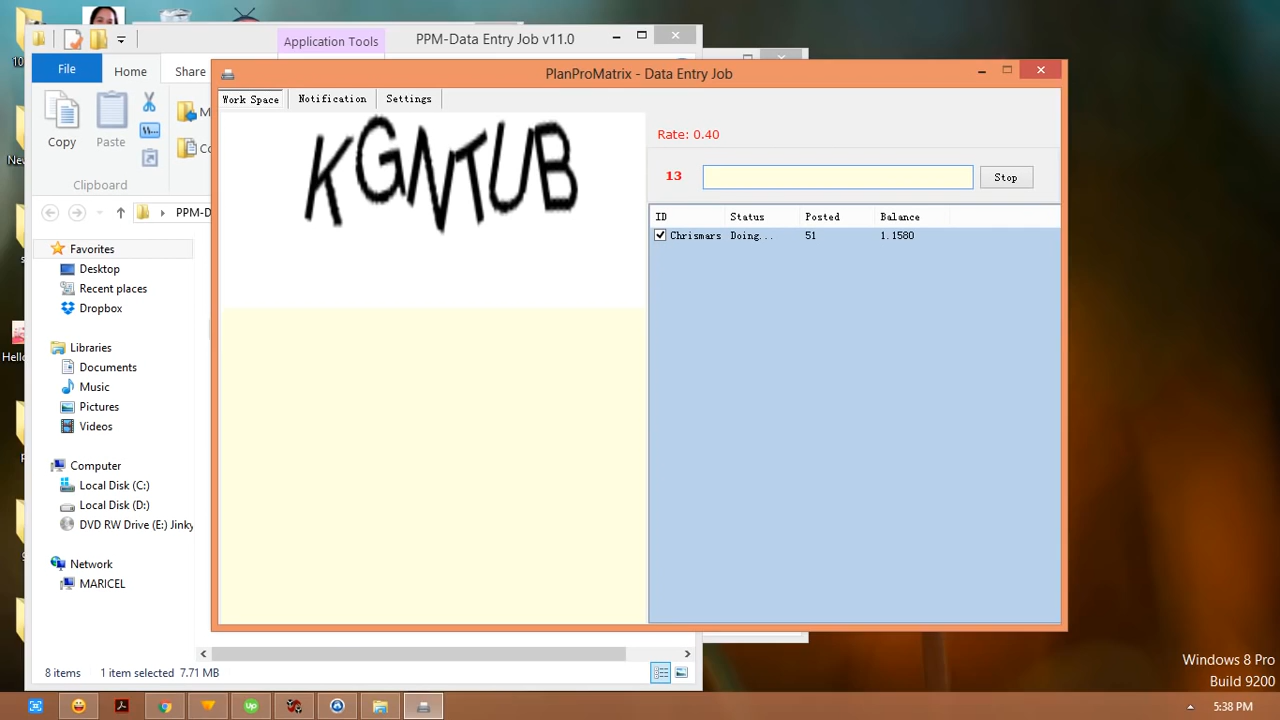 Application Tools
PPM-Data Entry Job v11.0
File
Home
Share
Copy
Paste
Clipboard
PPM-D
Favorites
Desktop
Recent places
Dropbox
Libraries
Documents
Music
Pictures
Videos
Computer
Local Disk (C:)
Local Disk (D:)
DVD RW Drive (E:) Jinky
Network
MARICEL
8 items 1 item selected 7.71 MB
PlanProMatrix - Data Entry Job
Work Space Notification Settings
KGNTUB
Rate: 0.40
13
Stop
ID Status Posted Balance
Chrismars Doing... 51 1.1580
Windows 8 Pro
Build 9200
5:38 PM